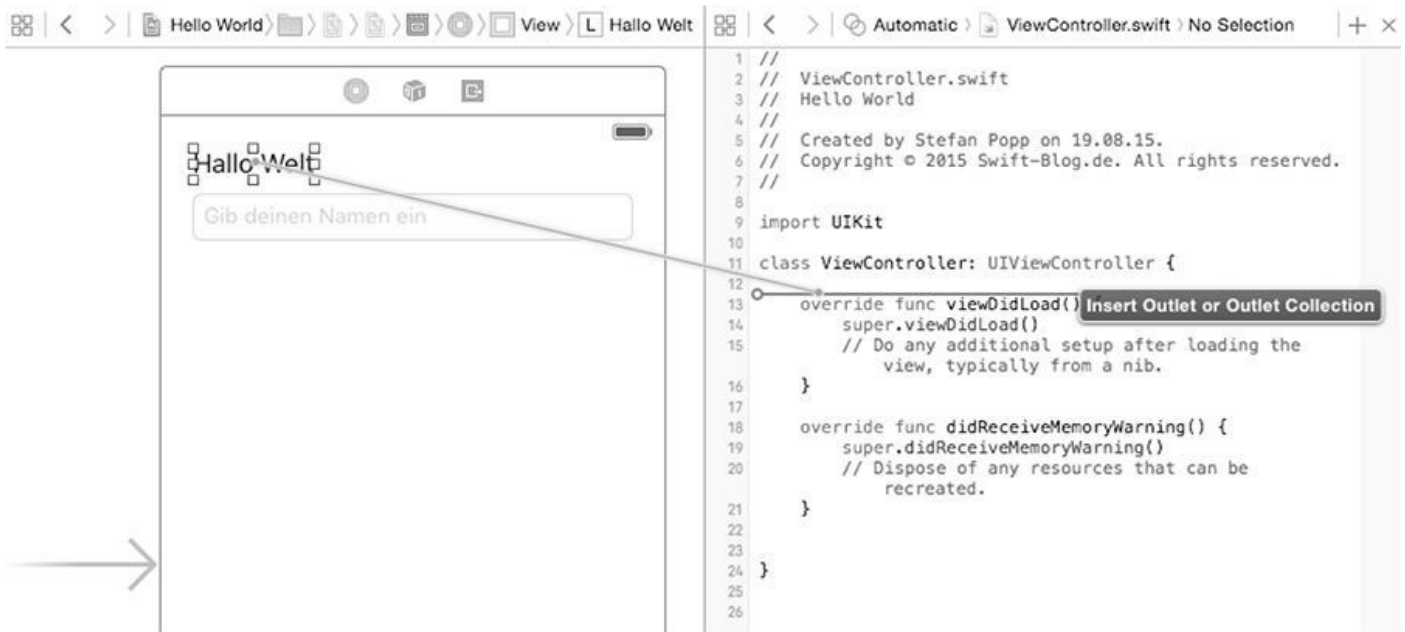 Hello World View L Hallo Welt
Automatic ViewController.swift No Selection
Hallo Welt
Gib deinen Namen ein
1 //
2 // ViewController.swift
3 // Hello World
4 //
5 // Created by Stefan Popp on 19.08.15.
6 // Copyright © 2015 Swift-Blog.de. All rights reserved.
7 //
8
9 import UIKit
10
11 class ViewController: UIViewController {
12
13 override func viewDidLoad() {
Insert Outlet or Outlet Collection
14 super.viewDidLoad()
15 // Do any additional setup after loading the
view, typically from a nib.
16 }
17
18 override func didReceiveMemoryWarning() {
19 super.didReceiveMemoryWarning()
20 // Dispose of any resources that can be
recreated.
21 }
22
23
24 }
25
26